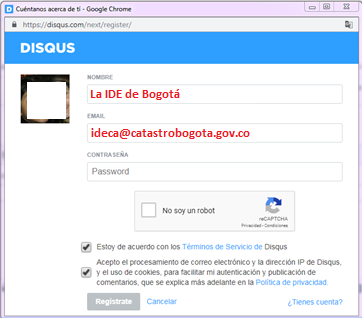 Cuéntanos acerca de tí - Google Chrome
https://disqus.com/next/register/
DISQUS
NOMBRE
La IDE de Bogotá
EMAIL
ideca@catastrobogota.gov.co
CONTRASEÑA
Password
No soy un robot
reCAPTCHA
Privacidad - Condiciones
Estoy de acuerdo con los Términos de Servicio de Disqus
Acepto el procesamiento de correo electrónico y la dirección IP de Disqus,
y el uso de cookies, para facilitar mi autenticación y publicación de
comentarios, que se explica más adelante en la Política de privacidad.
Regístrate Cancelar ¿Tienes cuenta?